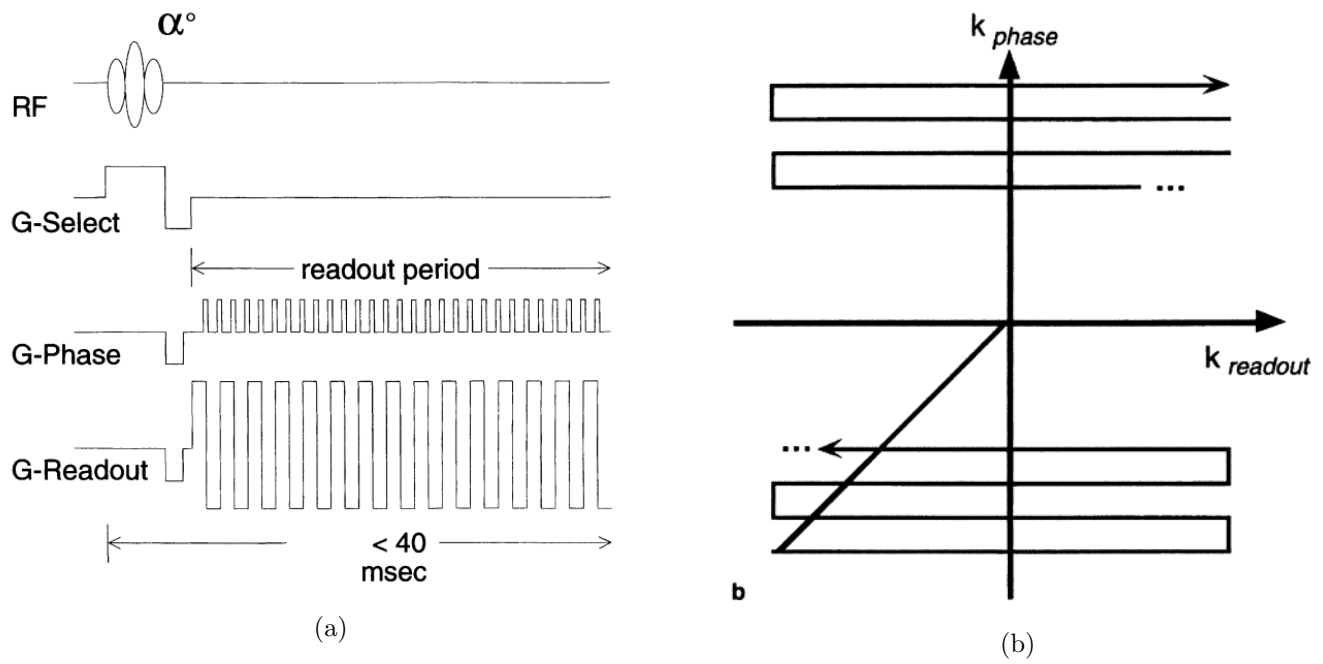 α°
RF
G-Select
readout period
G-Phase
G-Readout
< 40
msec
(a)
k phase
...
k readout
...
b
(b)